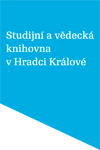 Studijní a vědecká
knihovna
v Hradci Králové